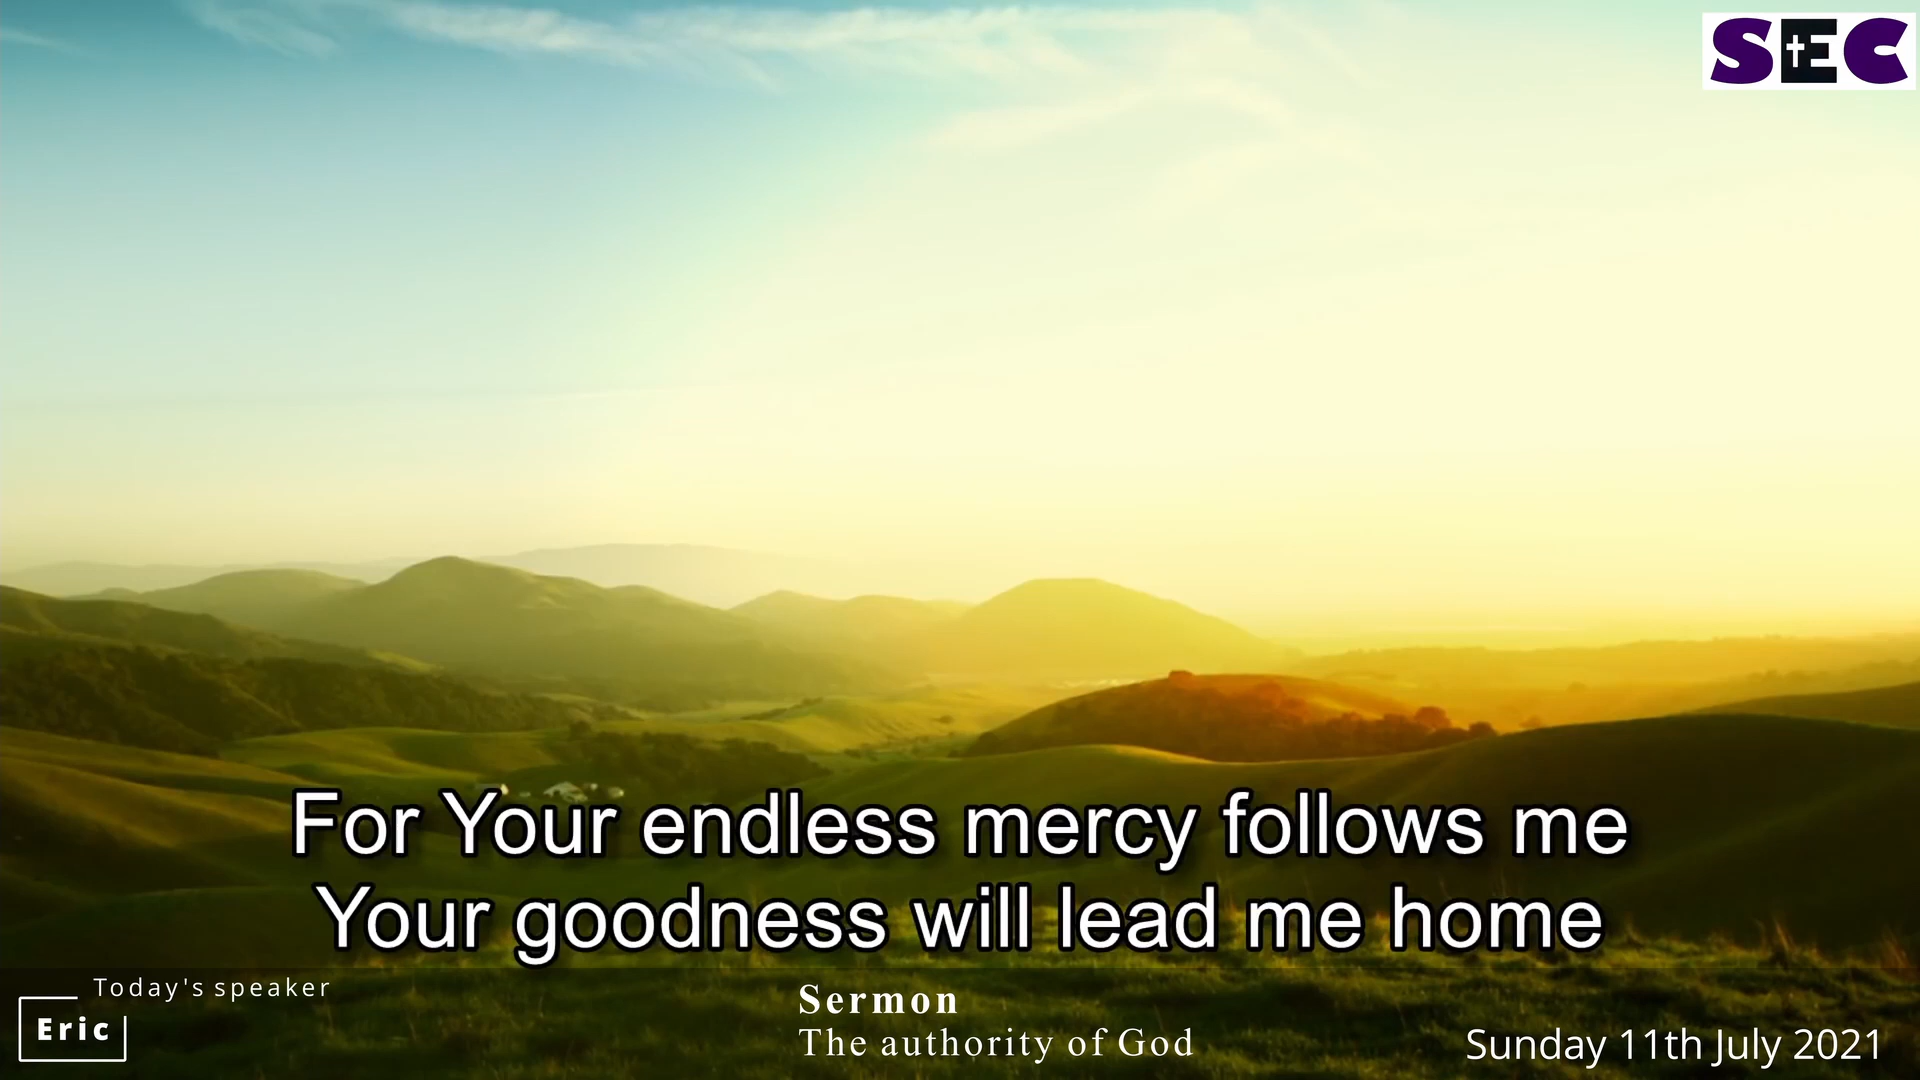 SEC
For Your endless mercy follows me
Your goodness will lead me home
Today's speaker
Eric
Sermon
The authority of God
Sunday 11th July 2021